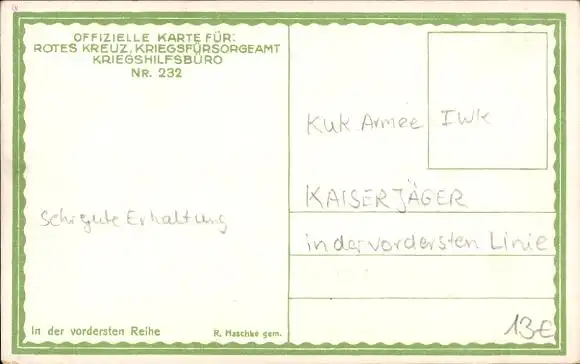 OFFIZIELLE KARTE FÜR:
ROTES KREUZ, KRIEGSFÜRSORGEAMT
KRIEGSHILFSBÜRO
NR. 232
KuK Armee IWk
KAISERJÄGER
in der vordersten Linie
Sehr gute Erhaltung
In der vordersten Reihe
R. Maschke gem.
13€